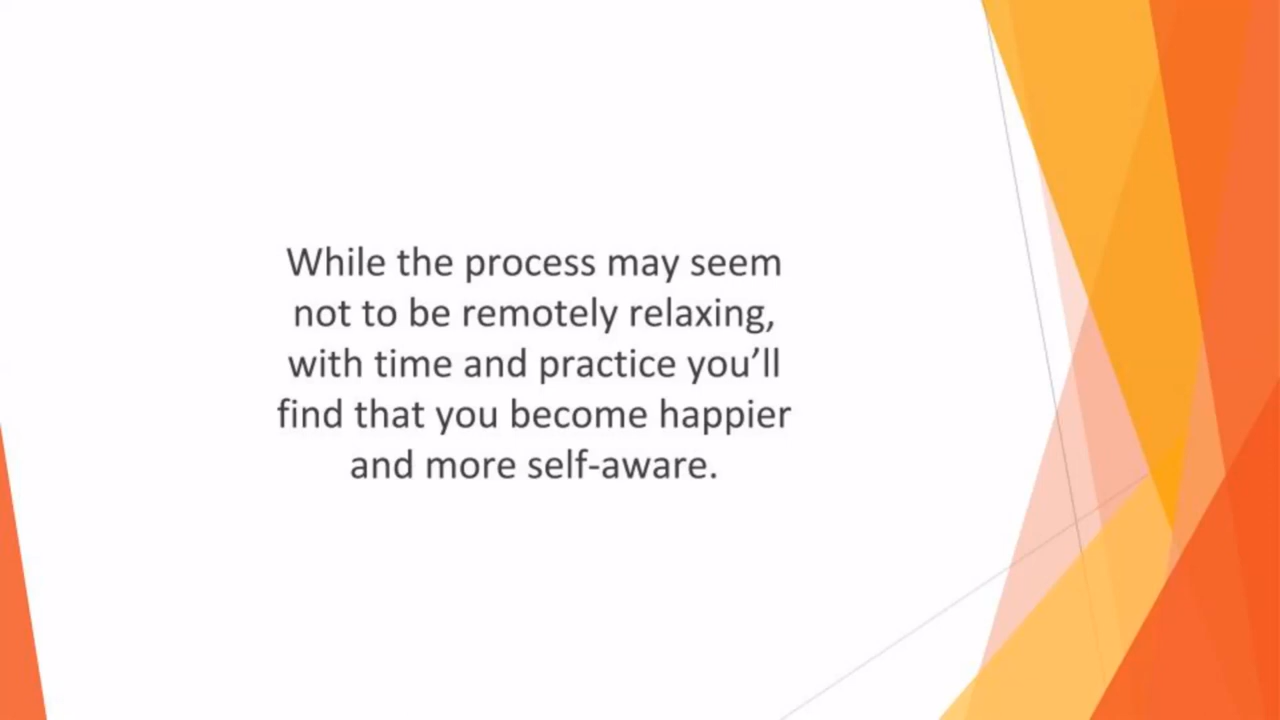 While the process may seem
not to be remotely relaxing,
with time and practice you’ll
find that you become happier
and more self-aware.